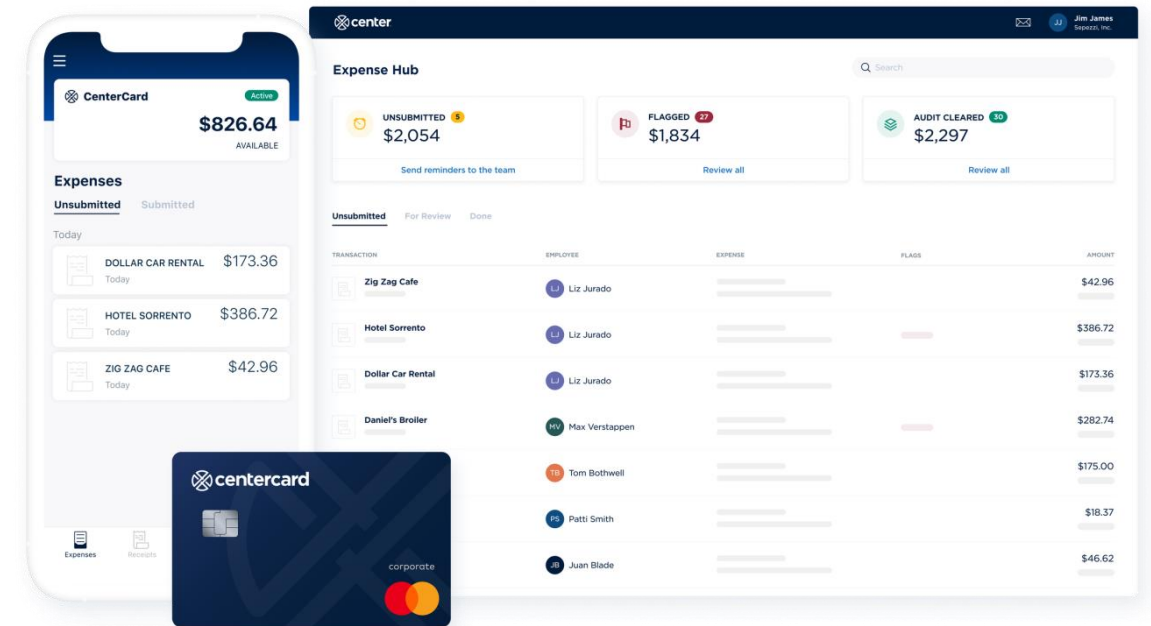 CenterCard
Active
$826.64
AVAILABLE
Expenses
Unsubmitted Submitted
Today
DOLLAR CAR RENTAL $173.36
Today
HOTEL SORRENTO $386.72
Today
ZIG ZAG CAFE $42.96
Today
Expenses Receipts
centercard
corporate
center
JJ Jim James
Sepezzi, Inc.
Expense Hub
Search
UNSUBMITTED 5
$2,054
Send reminders to the team
FLAGGED 27
$1,834
Review all
AUDIT CLEARED 30
$2,297
Review all
Unsubmitted For Review Done
TRANSACTION EMPLOYEE EXPENSE FLAGS AMOUNT
Zig Zag Cafe LJ Liz Jurado $42.96
Hotel Sorrento LJ Liz Jurado $386.72
Dollar Car Rental LJ Liz Jurado $173.36
Daniel's Broiler MV Max Verstappen $282.74
TB Tom Bothwell $175.00
PS Patti Smith $18.37
JB Juan Blade $46.62